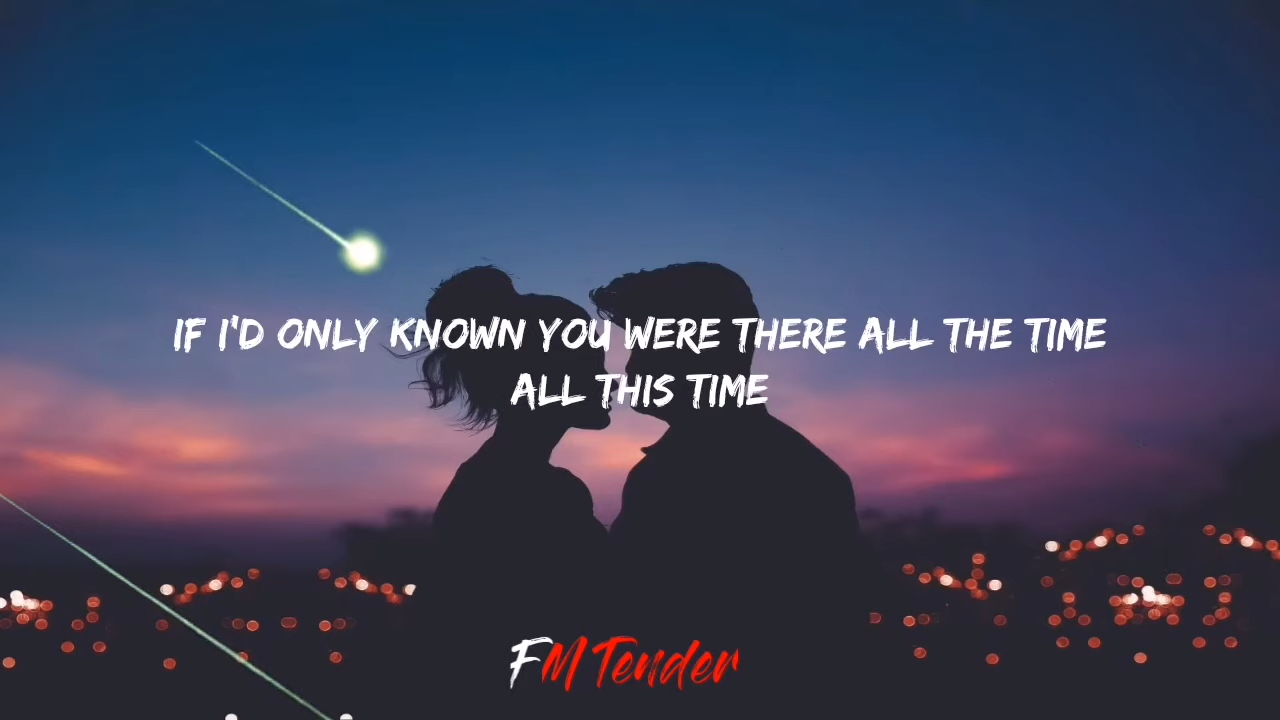 IF I'D ONLY KNOWN YOU WERE THERE ALL THE TIME
ALL THIS TIME
FM Tender